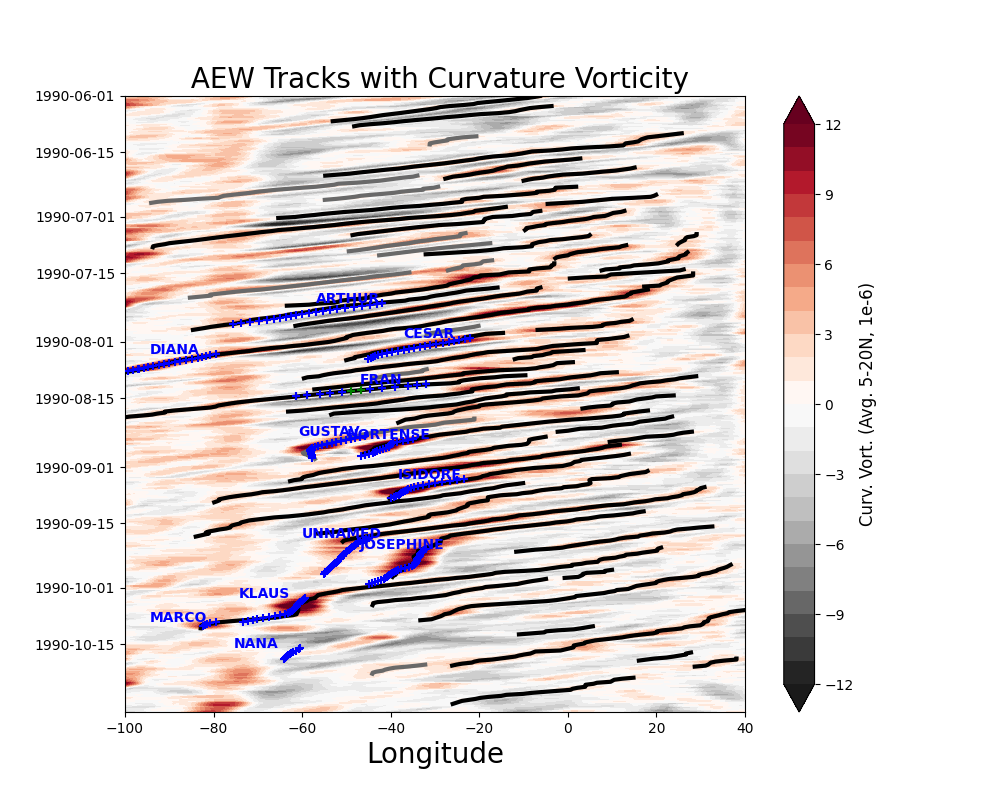 AEW Tracks with Curvature Vorticity
1990-06-01
1990-06-15
1990-07-01
1990-07-15
1990-08-01
1990-08-15
1990-09-01
1990-09-15
1990-10-01
1990-10-15
ARTHUR
CESAR
DIANA
FRAN
GUSTAV
HORTENSE
ISIDORE
UNNAMED
JOSEPHINE
KLAUS
MARCO
NANA
−100
−80
−60
−40
−20
0
20
40
Longitude
12
9
6
3
0
−3
−6
−9
−12
Curv. Vort. (Avg. 5-20N, 1e-6)